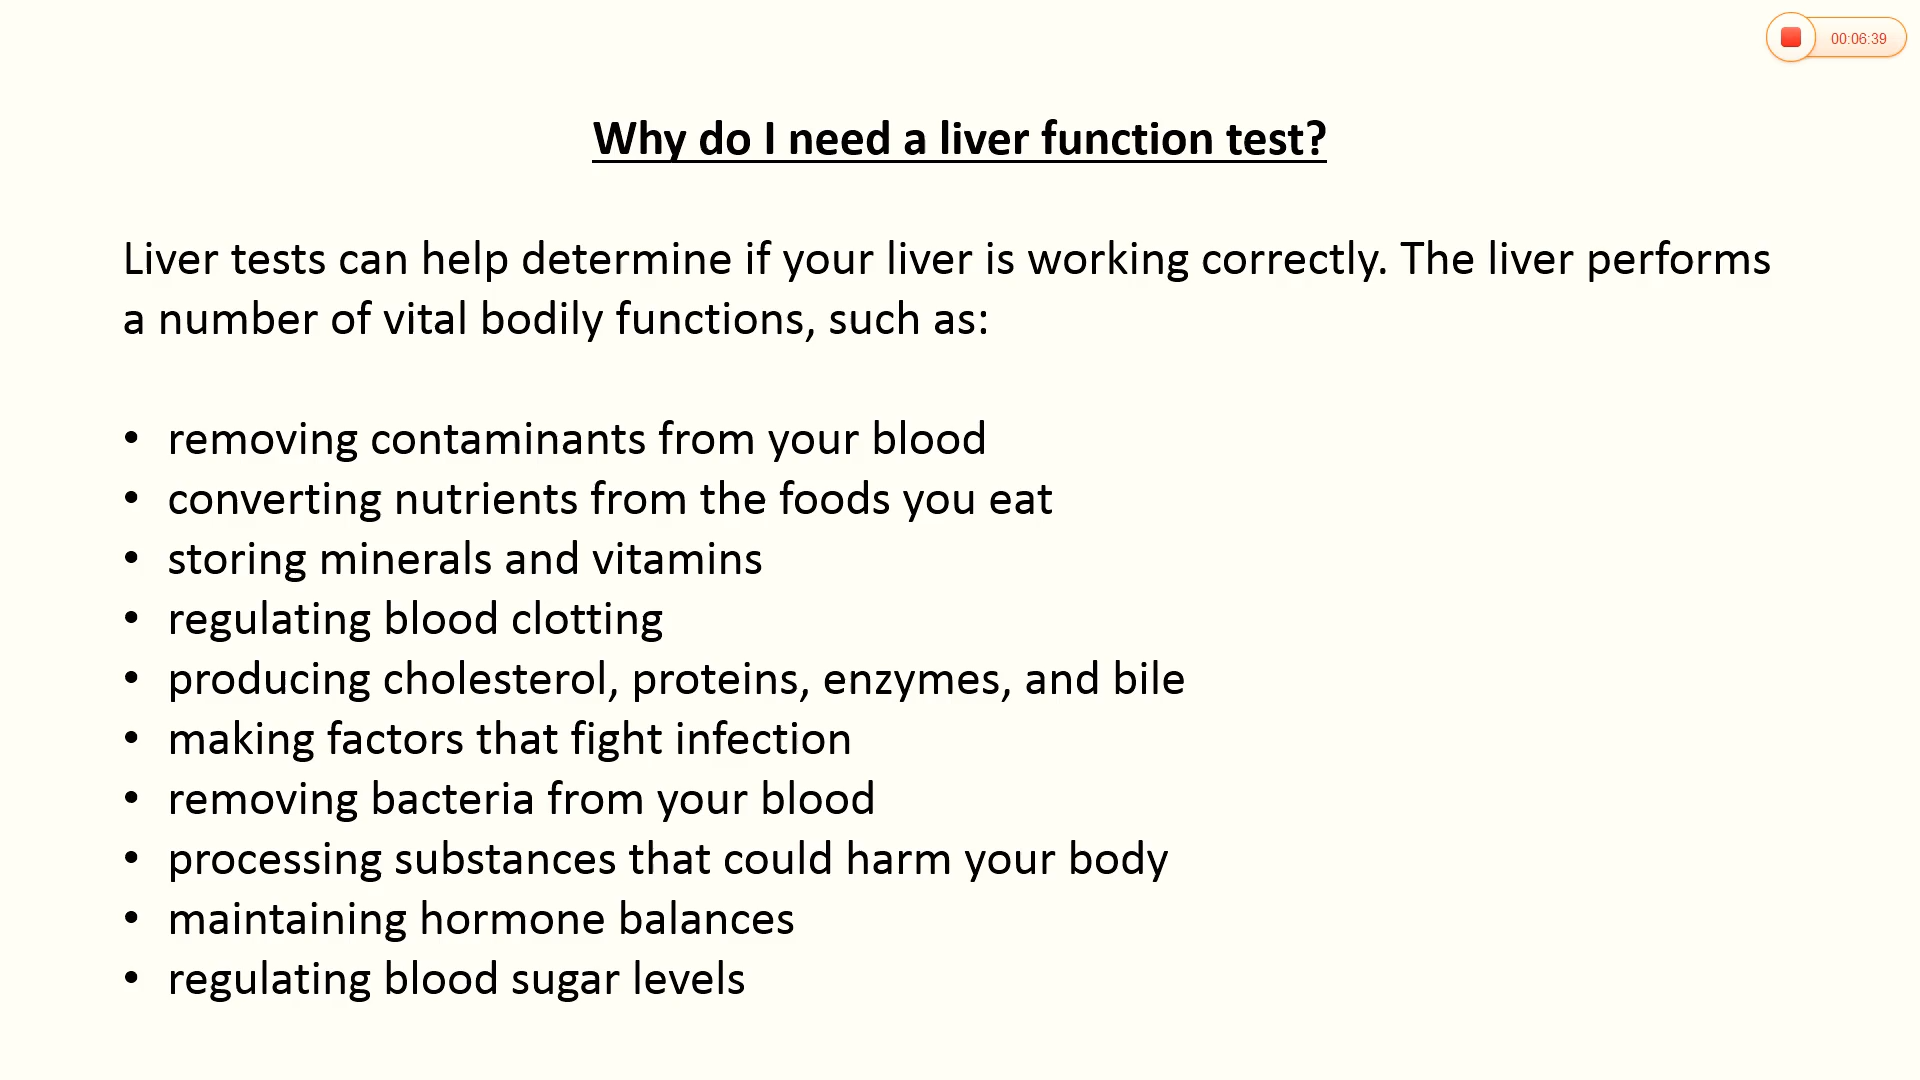 00:06:39
Why do I need a liver function test?
Liver tests can help determine if your liver is working correctly. The liver performs
a number of vital bodily functions, such as:
• removing contaminants from your blood
• converting nutrients from the foods you eat
• storing minerals and vitamins
• regulating blood clotting
• producing cholesterol, proteins, enzymes, and bile
• making factors that fight infection
• removing bacteria from your blood
• processing substances that could harm your body
• maintaining hormone balances
• regulating blood sugar levels